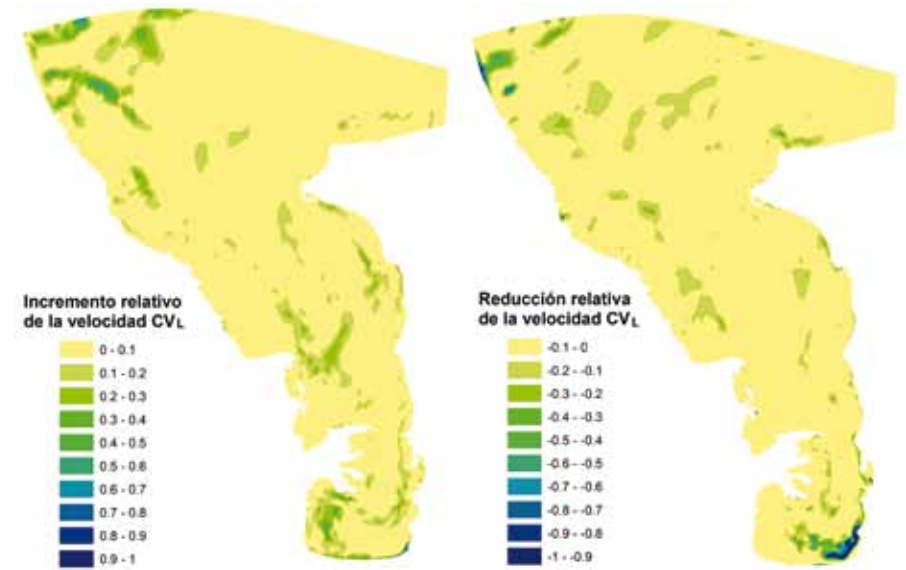 Incremento relativo
de la velocidad CVL
0 - 0.1
0.1 - 0.2
0.2 - 0.3
0.3 - 0.4
0.4 - 0.5
0.5 - 0.6
0.6 - 0.7
0.7 - 0.8
0.8 - 0.9
0.9 - 1
Reducción relativa
de la velocidad CVL
-0.1 - 0
-0.2 - -0.1
-0.3 - -0.2
-0.4 - -0.3
-0.5 - -0.4
-0.6 - -0.5
-0.7 - -0.6
-0.8 - -0.7
-0.9 - -0.8
-1 - -0.9